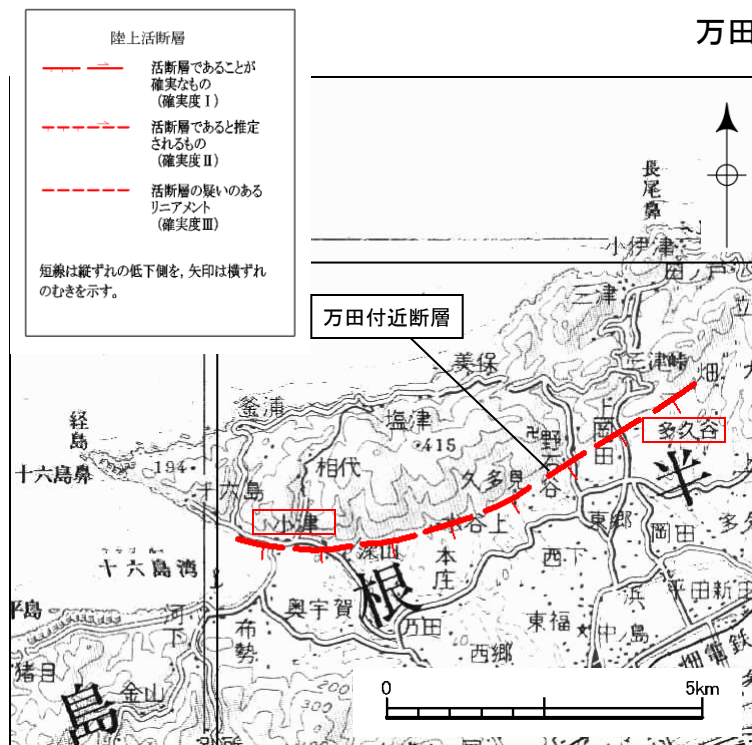 万田
陸上活断層
活断層であることが
確実なもの
(確実度Ⅰ)
活断層であると推定
されるもの
(確実度Ⅱ)
活断層の疑いのある
リニアメント
(確実度Ⅲ)
短線は縦ずれの低下側を，矢印は横ずれ
のむきを示す。
長尾鼻
小伊津
三津
万田付近断層
美保
三津峠
畑
釜浦
塩津
415
上岡田
多久谷
野石谷
経島
十六島鼻
194
相代
久多見
半
十六島
小津
谷上
東郷
岡田
深山
本庄
西下
十六島湾
平島
河下
奥宇賀
根
万田
浜
平田新田
布勢
東福
中ノ島
西郷
猪目
金山
島
200
300
0
5km